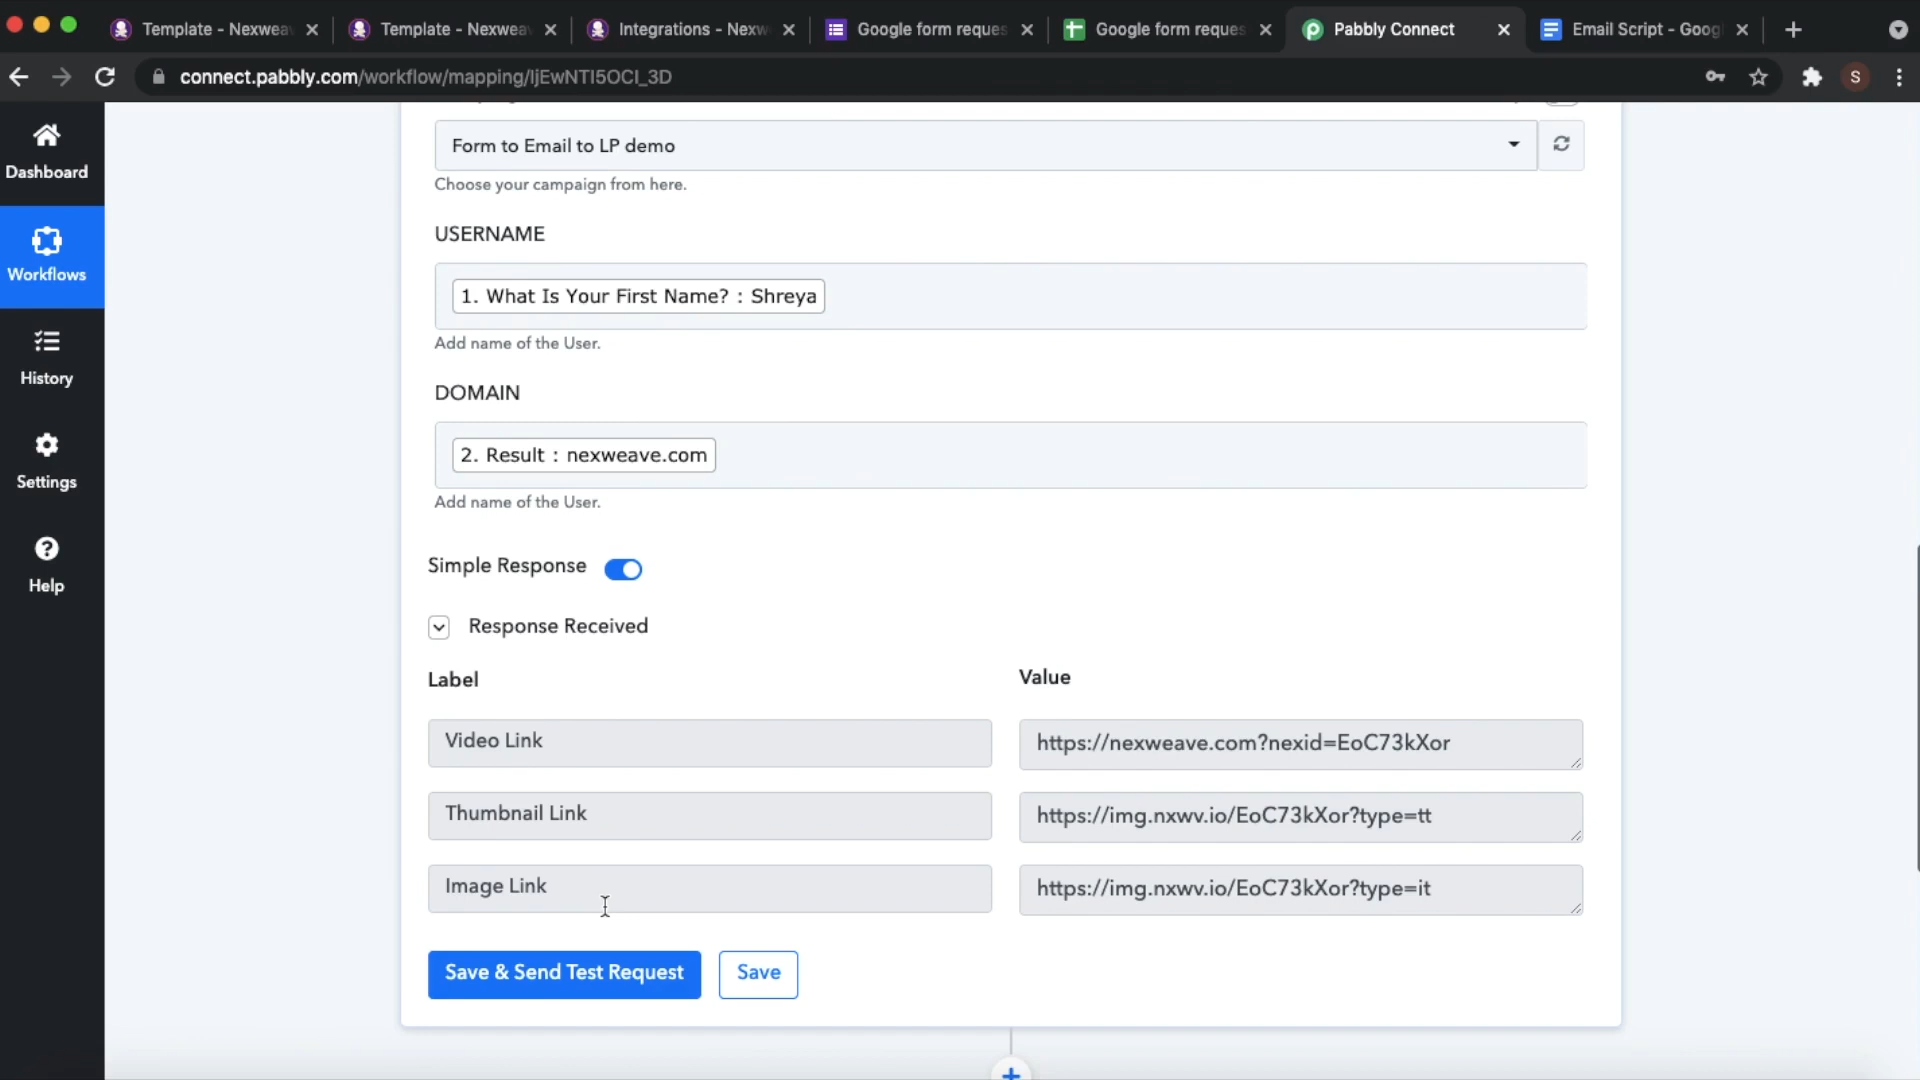 Template - Nexweav
Template - Nexweav
Integrations - Nexw
Google form reques
Google form reques
Pabbly Connect
Email Script - Goog
connect.pabbly.com/workflow/mapping/IjEwNTI5OCI_3D
S
Dashboard
Workflows
History
Settings
Help
Form to Email to LP demo
Choose your campaign from here.
USERNAME
1. What Is Your First Name? : Shreya
Add name of the User.
DOMAIN
2. Result : nexweave.com
Add name of the User.
Simple Response
Response Received
Label
Value
Video Link
https://nexweave.com?nexid=EoC73kXor
Thumbnail Link
https://img.nxwv.io/EoC73kXor?type=tt
Image Link
https://img.nxwv.io/EoC73kXor?type=it
Save & Send Test Request
Save